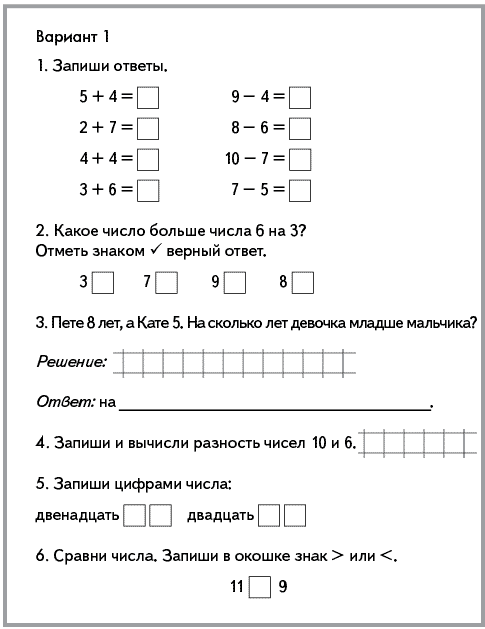 Вариант 1
1. Запиши ответы.
5 + 4 = 9 − 4 =
2 + 7 = 8 − 6 =
4 + 4 = 10 − 7 =
3 + 6 = 7 − 5 =
2. Какое число больше числа 6 на 3?
Отметь знаком ✓ верный ответ.
3 7 9 8
3. Пете 8 лет, а Кате 5. На сколько лет девочка младше мальчика?
Решение:
Ответ: на .
4. Запиши и вычисли разность чисел 10 и 6.
5. Запиши цифрами числа:
двенадцать двадцать
6. Сравни числа. Запиши в окошке знак > или <.
11 9